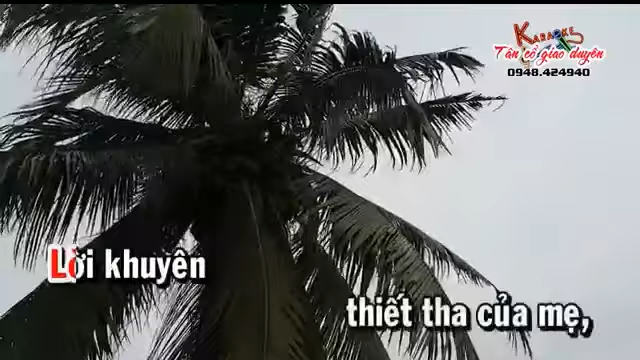 KARAOKE
Tân cổ giao duyên
0948.424940
Lời khuyên
thiết tha của mẹ,